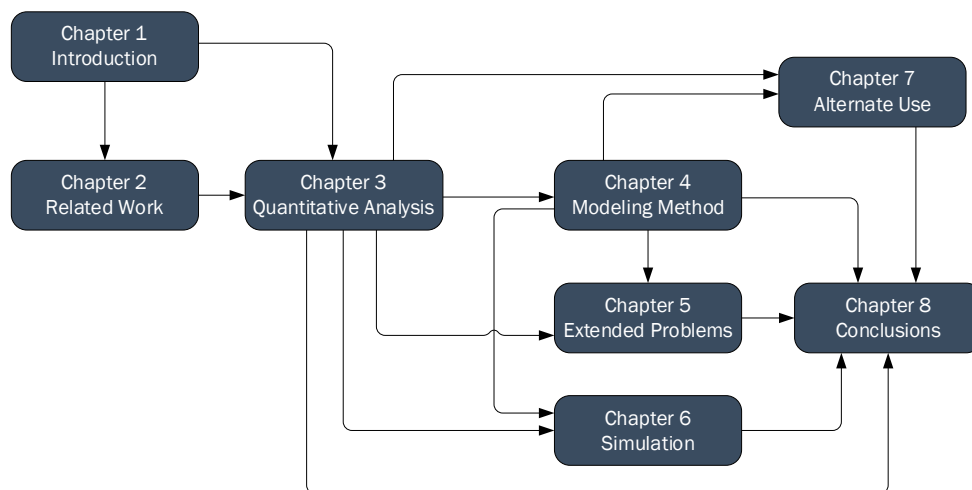 Chapter 1
Introduction
Chapter 2
Related Work
Chapter 3
Quantitative Analysis
Chapter 4
Modeling Method
Chapter 5
Extended Problems
Chapter 6
Simulation
Chapter 7
Alternate Use
Chapter 8
Conclusions